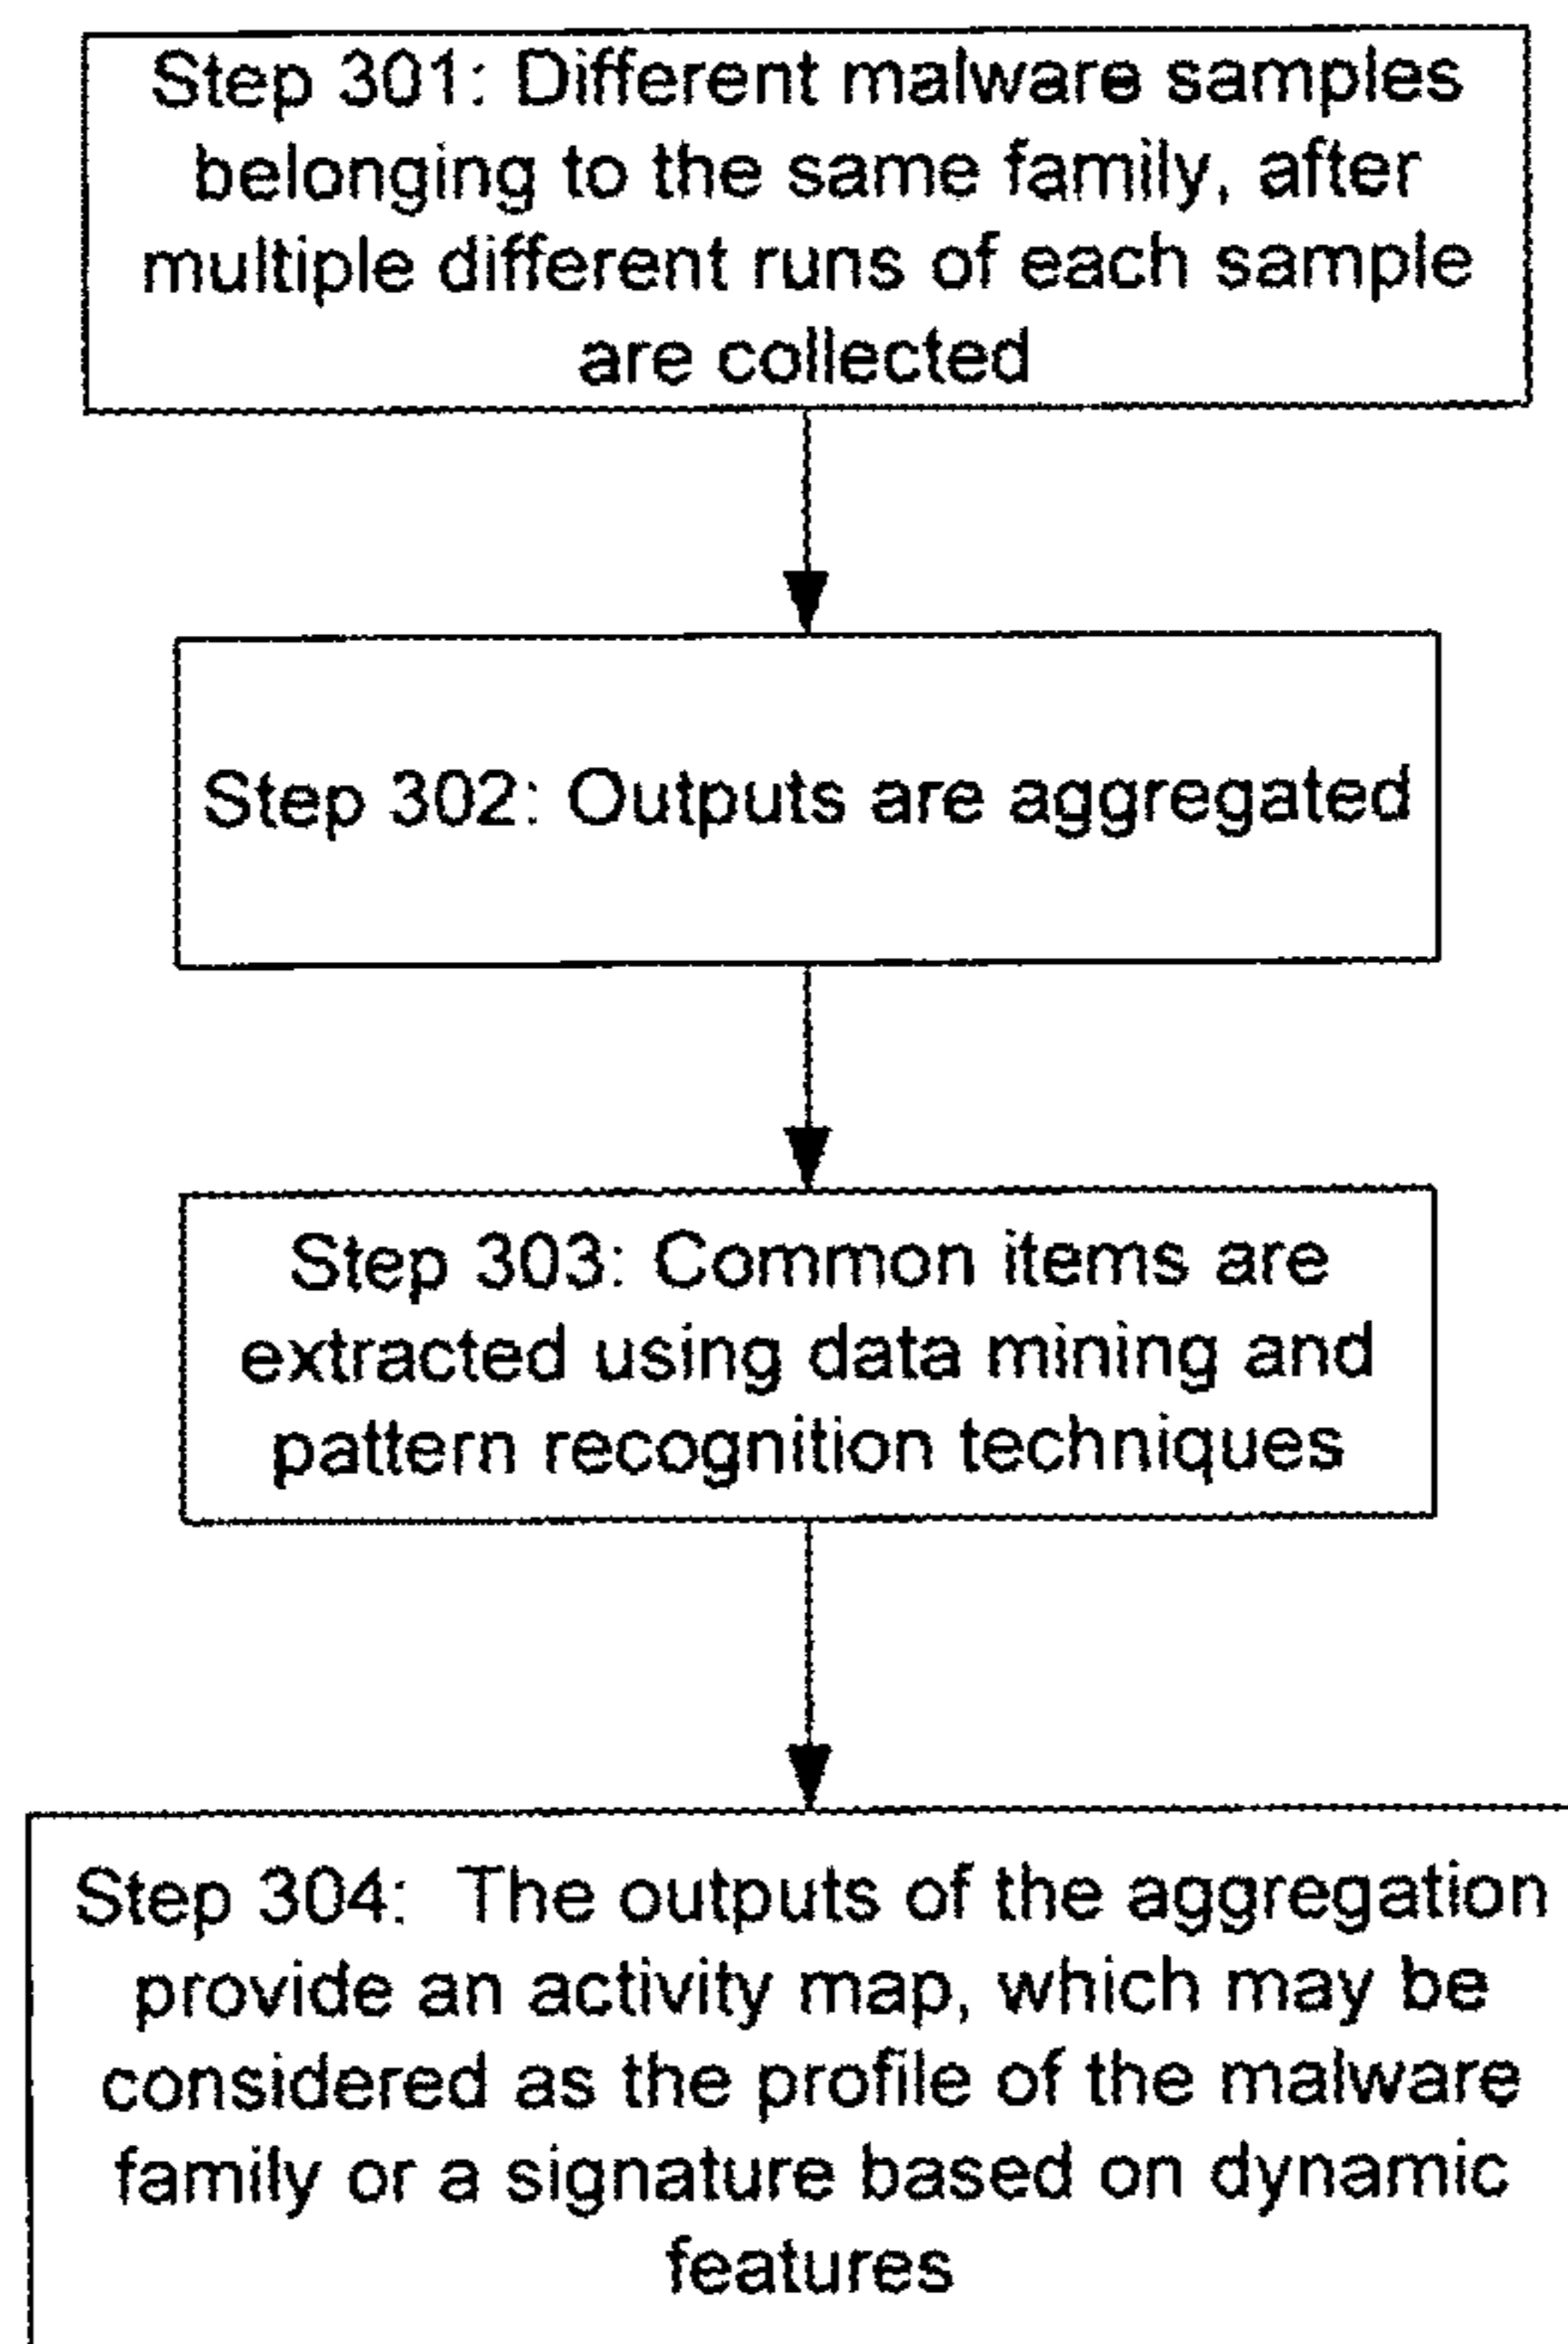 Step 301: Different malware samples
belonging to the same family, after
multiple different runs of each sample
are collected
Step 302: Outputs are aggregated
Step 303: Common items are
extracted using data mining and
pattern recognition techniques
Step 304: The outputs of the aggregation
provide an activity map, which may be
considered as the profile of the malware
family or a signature based on dynamic
features